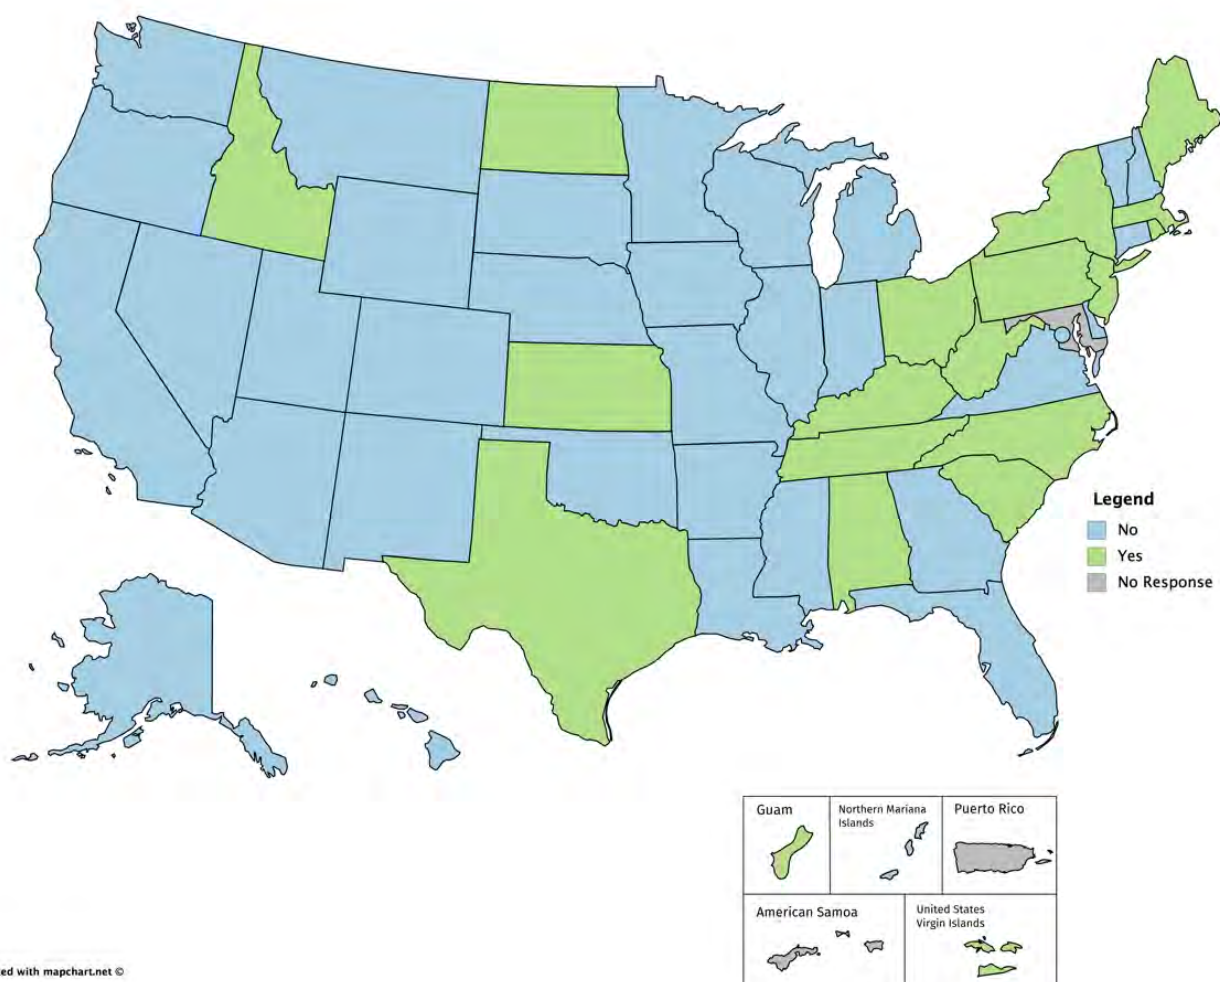 Legend
No
Yes
No Response
Guam
Northern Mariana
Islands
Puerto Rico
American Samoa
United States
Virgin Islands
ed with mapchart.net ©